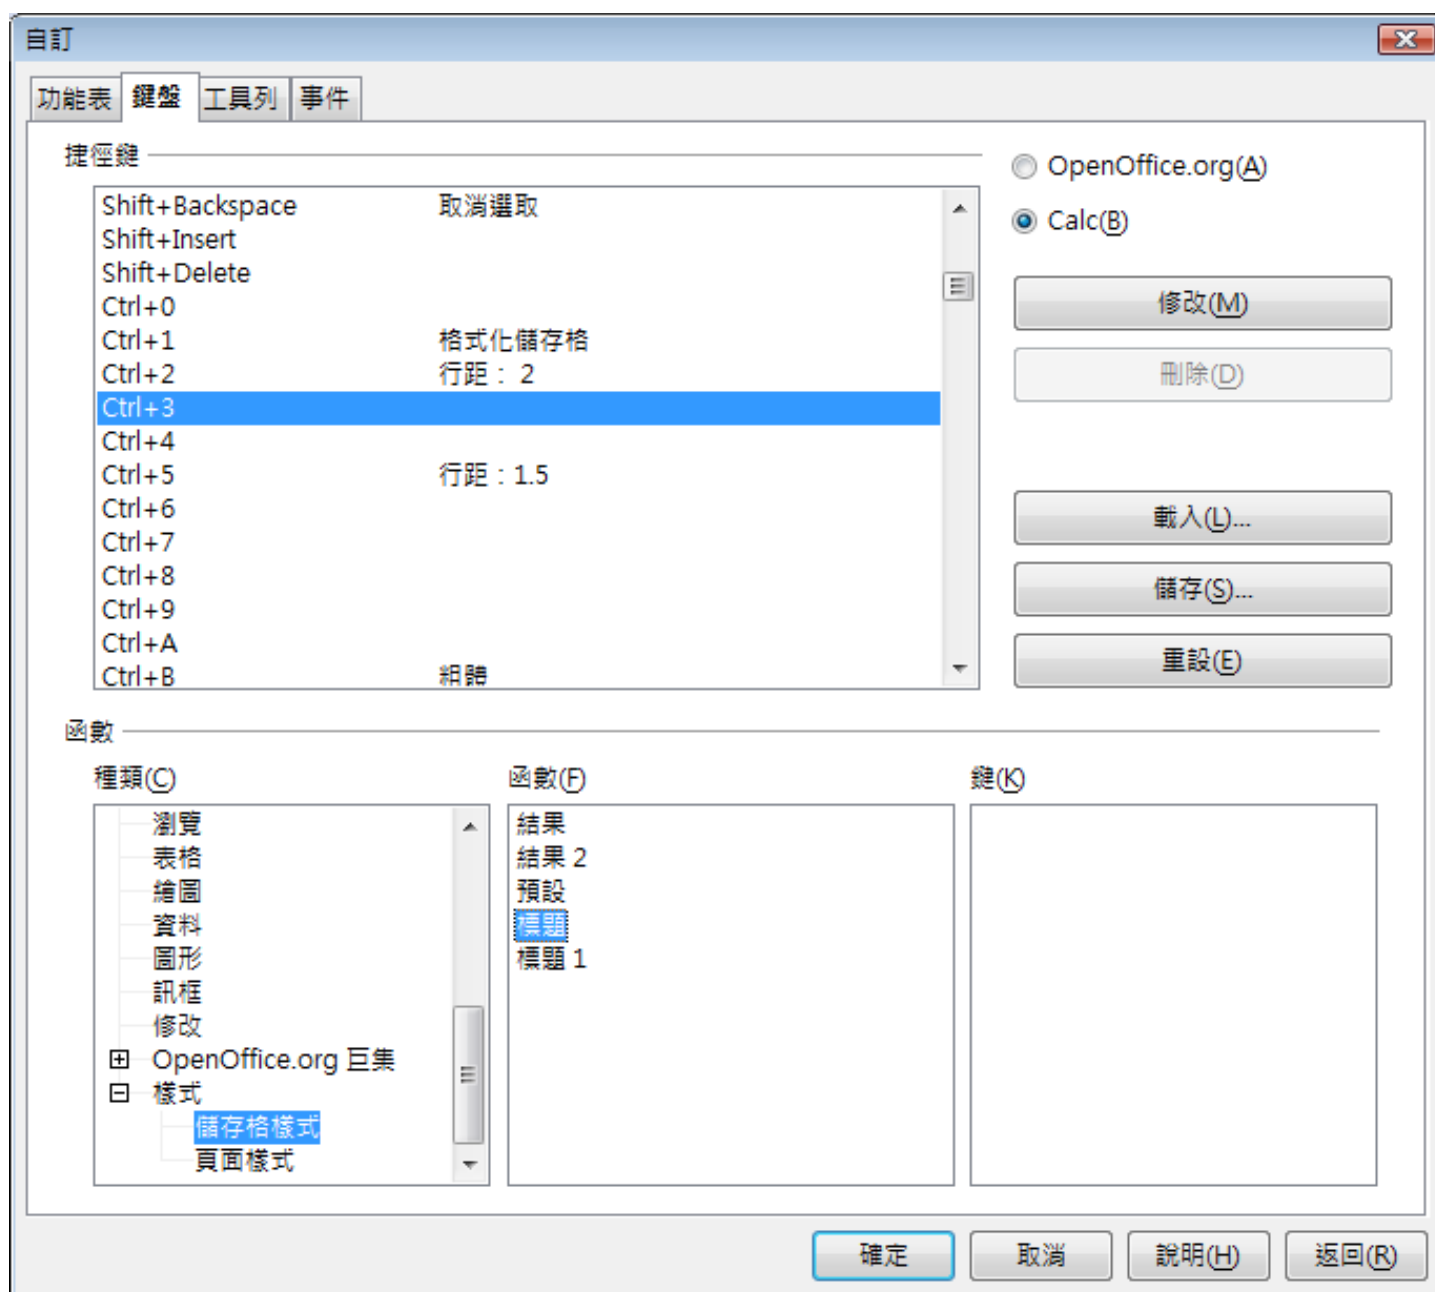 自訂
功能表 鍵盤 工具列 事件
捷徑鍵
OpenOffice.org(A)
Calc(B)
Shift+Backspace 取消選取
Shift+Insert
Shift+Delete
Ctrl+0
Ctrl+1 格式化儲存格
Ctrl+2 行距： 2
Ctrl+3
Ctrl+4
Ctrl+5 行距：1.5
Ctrl+6
Ctrl+7
Ctrl+8
Ctrl+9
Ctrl+A
Ctrl+B 粗體
修改(M)
刪除(D)
載入(L)...
儲存(S)...
重設(E)
函數
種類(C)
瀏覽
表格
繪圖
資料
圖形
訊框
修改
OpenOffice.org 巨集
樣式
儲存格樣式
頁面樣式
函數(F)
結果
結果 2
預設
標題
標題 1
鍵(K)
確定 取消 說明(H) 返回(R)